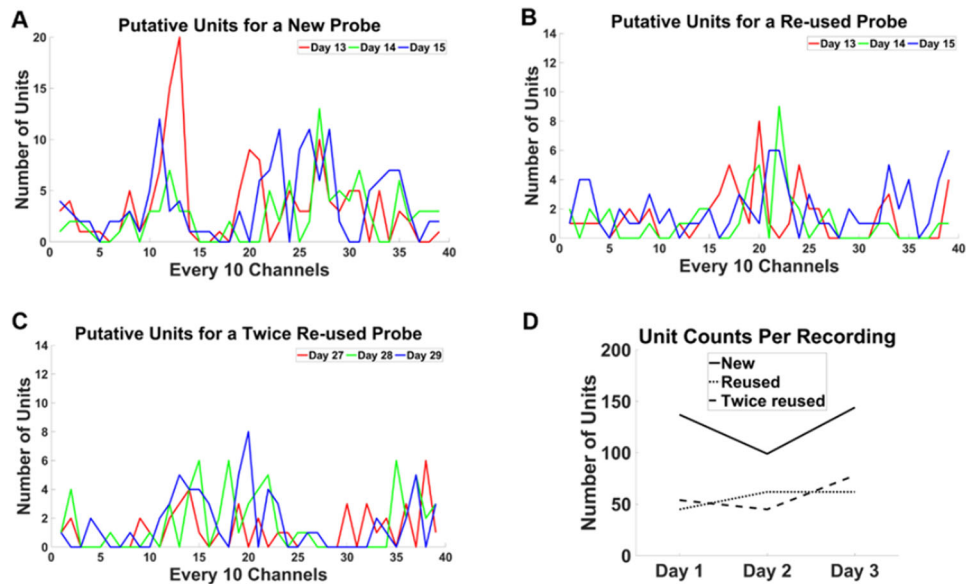 A
Putative Units for a New Probe
Day 13 Day 14 Day 15
Number of Units
20
15
10
5
0
0 5 10 15 20 25 30 35 40
Every 10 Channels
B
Putative Units for a Re-used Probe
Day 13 Day 14 Day 15
Number of Units
14
12
10
8
6
4
2
0
0 5 10 15 20 25 30 35 40
Every 10 Channels
C
Putative Units for a Twice Re-used Probe
Day 27 Day 28 Day 29
Number of Units
14
12
10
8
6
4
2
0
0 5 10 15 20 25 30 35 40
Every 10 Channels
D
Unit Counts Per Recording
New
Reused
Twice reused
Number of Units
200
150
100
50
0
Day 1 Day 2 Day 3